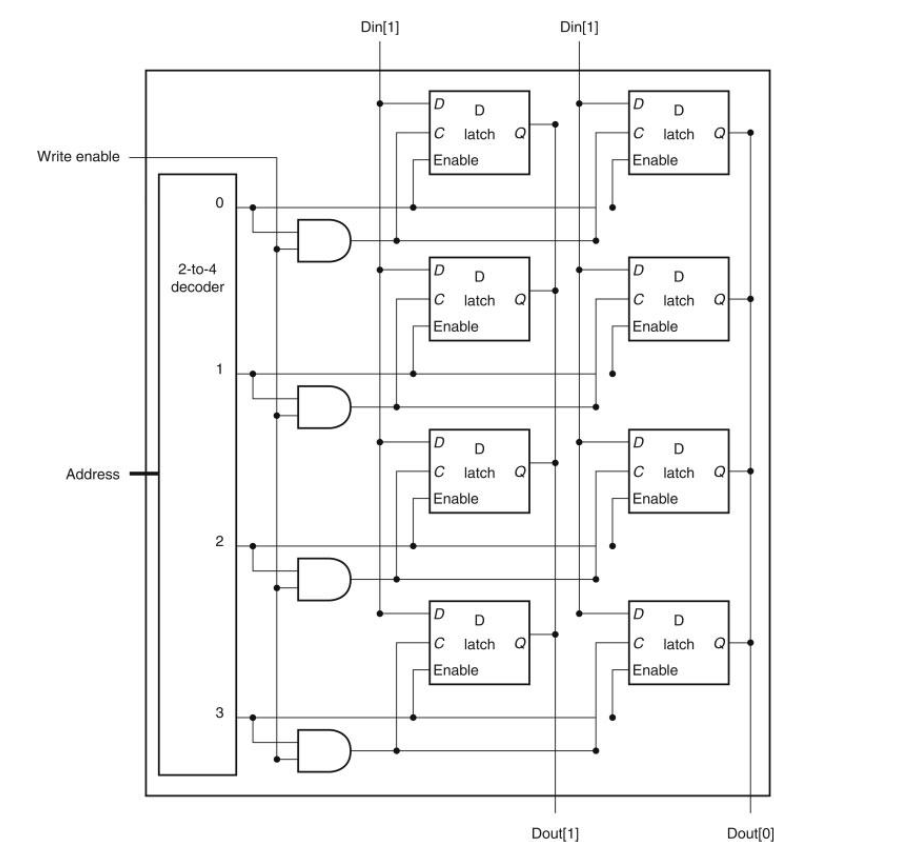 Din[1] Din[1]
D D D D
C latch Q C latch Q
Write enable Enable Enable
0
D D D D
2-to-4
decoder C latch Q C latch Q
Enable Enable
1
D D D D
Address C latch Q C latch Q
Enable Enable
2
D D D D
C latch Q C latch Q
Enable Enable
3
Dout[1] Dout[0]